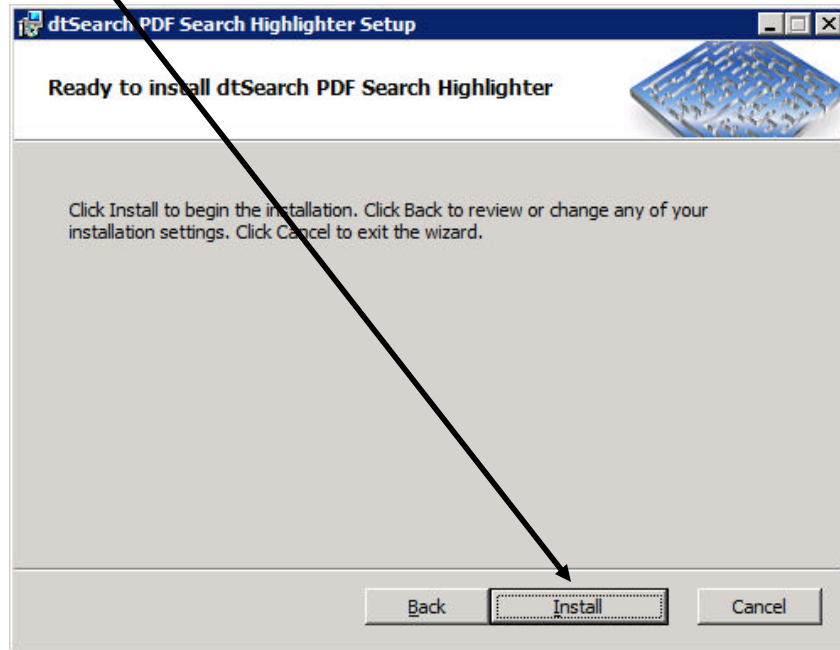 dtSearch PDF Search Highlighter Setup
Ready to install dtSearch PDF Search Highlighter
Click Install to begin the installation. Click Back to review or change any of your
installation settings. Click Cancel to exit the wizard.
Back Install Cancel